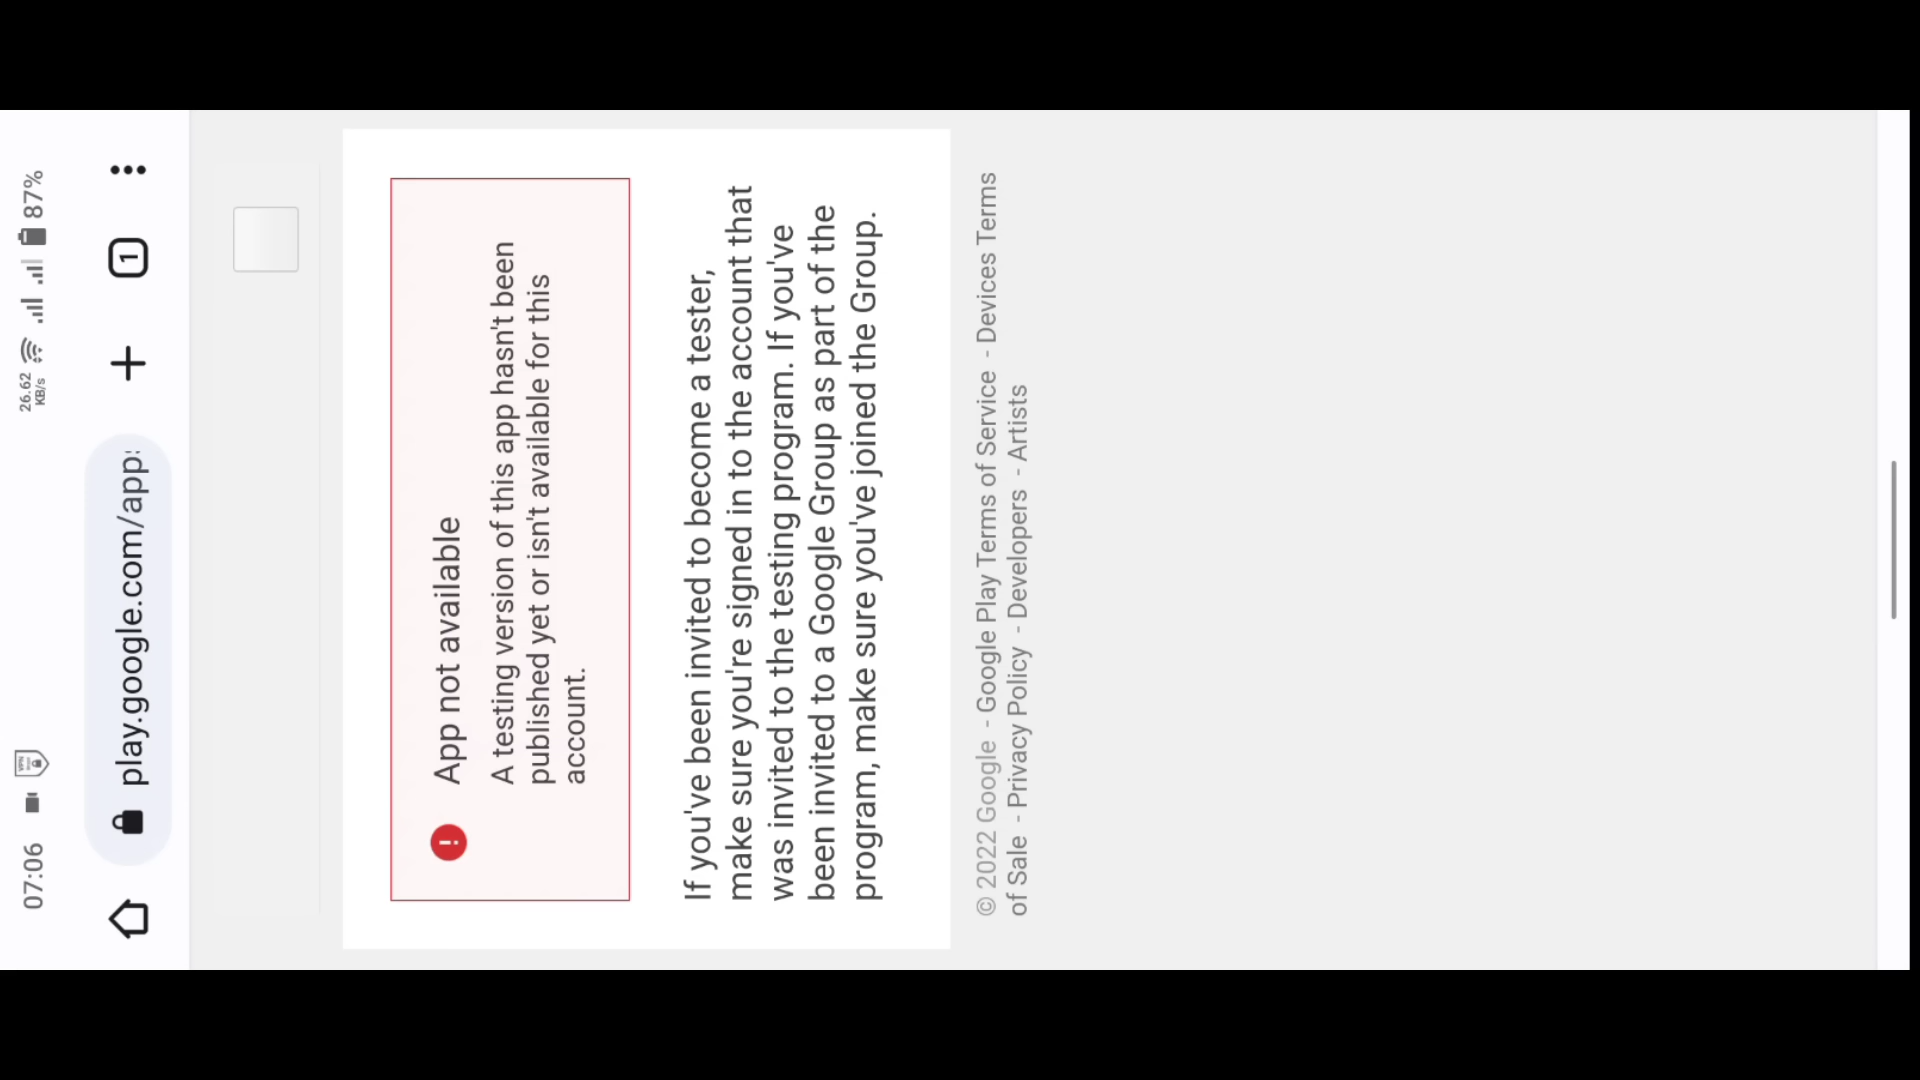 07:06
VPN
26.62
KB/s
87%
play.google.com/app
1
App not available
A testing version of this app hasn't been
published yet or isn't available for this
account.
If you've been invited to become a tester,
make sure you're signed in to the account that
was invited to the testing program. If you've
been invited to a Google Group as part of the
program, make sure you've joined the Group.
© 2022 Google - Google Play Terms of Service - Devices Terms
of Sale - Privacy Policy - Developers - Artists